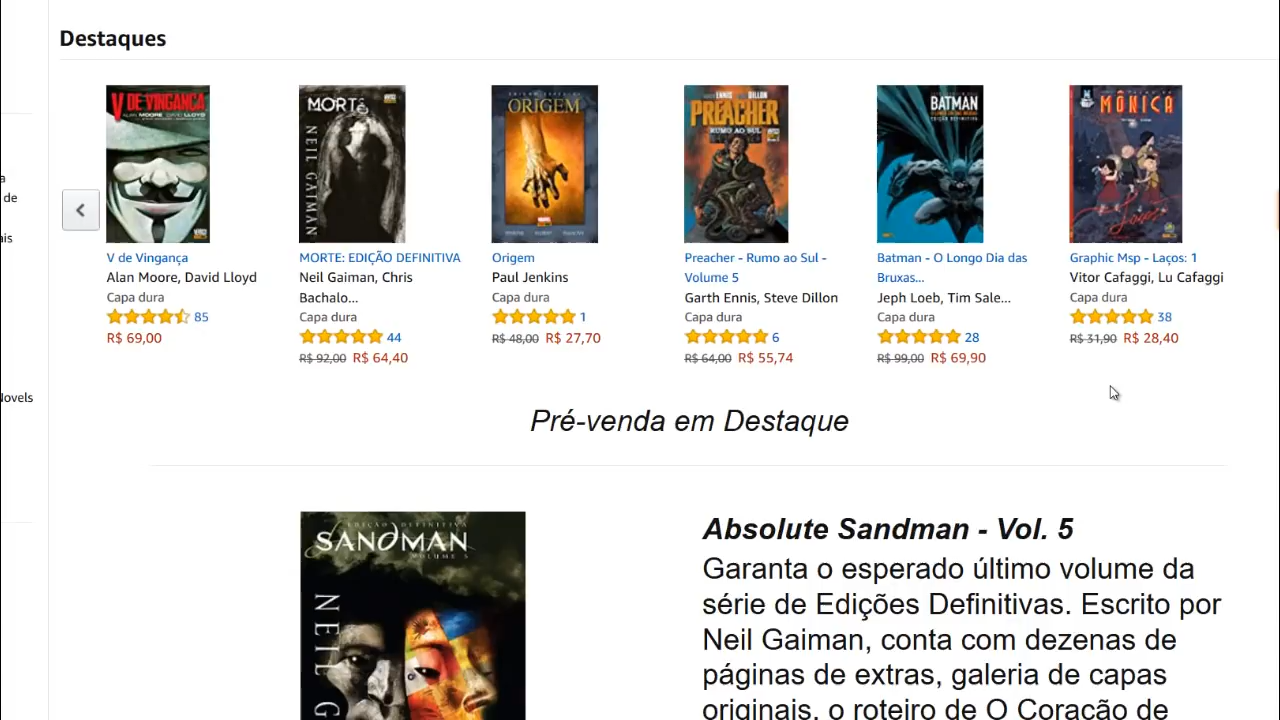 Destaques
a
de
ais
Novels
V DE VINGANÇA
ALAN MOORE DAVID LLOYD
V de Vingança
Alan Moore, David Lloyd
Capa dura
85
R$ 69,00
MORTE
NEIL GAIMAN
MORTE: EDIÇÃO DEFINITIVA
Neil Gaiman, Chris
Bachalo...
Capa dura
44
R$ 92,00 R$ 64,40
EDIÇÃO ESPECIAL
ORIGEM
MARVEL
Origem
Paul Jenkins
Capa dura
1
R$ 48,00 R$ 27,70
ENNIS DILLON
PREACHER
RUMO AO SUL
Preacher - Rumo ao Sul -
Volume 5
Garth Ennis, Steve Dillon
Capa dura
6
R$ 64,00 R$ 55,74
BATMAN
EDIÇÃO DEFINITIVA
Batman - O Longo Dia das
Bruxas...
Jeph Loeb, Tim Sale...
Capa dura
28
R$ 99,00 R$ 69,90
MÔNICA
Laços
Graphic Msp - Laços: 1
Vitor Cafaggi, Lu Cafaggi
Capa dura
38
R$ 31,90 R$ 28,40
Pré-venda em Destaque
EDIÇÃO DEFINITIVA
SANDMAN
VOLUME 5
NEIL G
Absolute Sandman - Vol. 5
Garanta o esperado último volume da
série de Edições Definitivas. Escrito por
Neil Gaiman, conta com dezenas de
páginas de extras, galeria de capas
originais, o roteiro de O Coração de